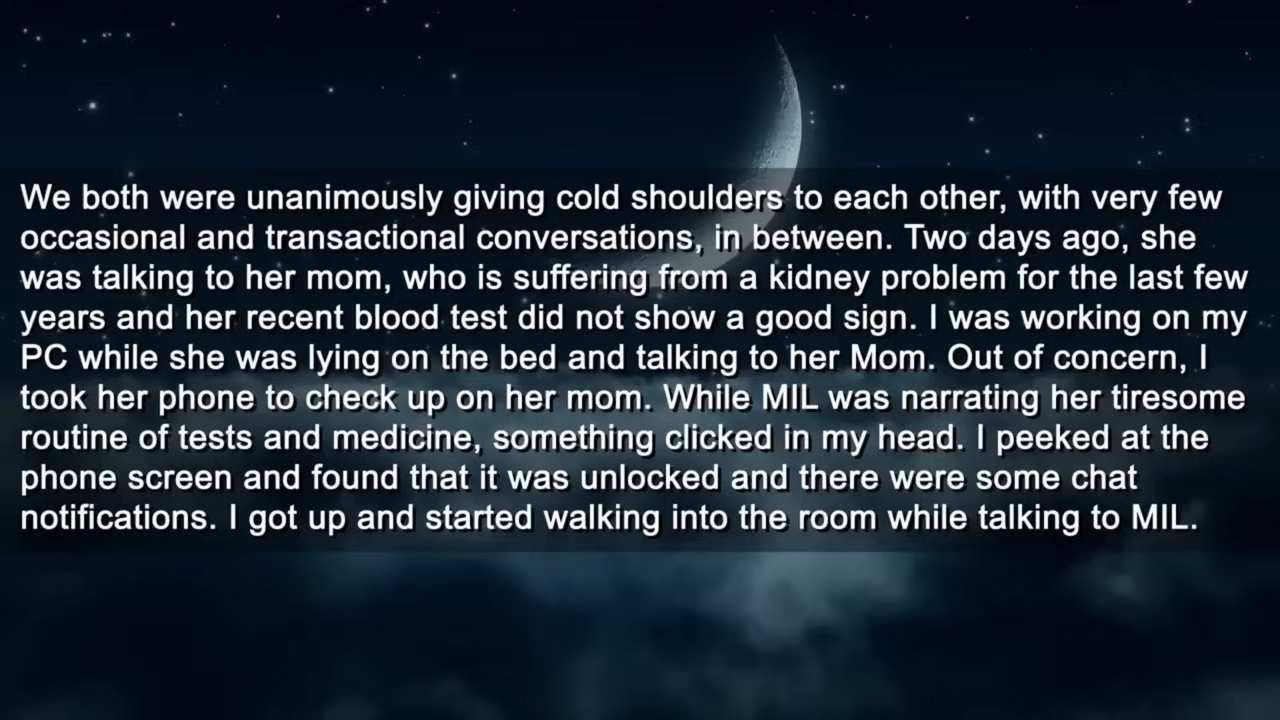 We both were unanimously giving cold shoulders to each other, with very few
occasional and transactional conversations, in between. Two days ago, she
was talking to her mom, who is suffering from a kidney problem for the last few
years and her recent blood test did not show a good sign. I was working on my
PC while she was lying on the bed and talking to her Mom. Out of concern, I
took her phone to check up on her mom. While MIL was narrating her tiresome
routine of tests and medicine, something clicked in my head. I peeked at the
phone screen and found that it was unlocked and there were some chat
notifications. I got up and started walking into the room while talking to MIL.